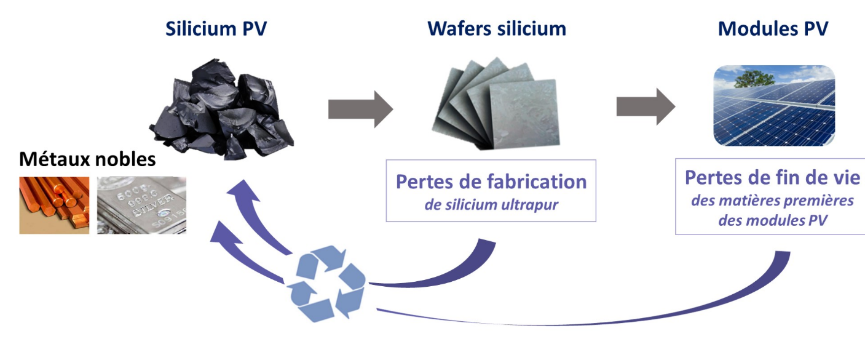 Silicium PV
Wafers silicium
Modules PV
Métaux nobles
Pertes de fabrication
de silicium ultrapur
Pertes de fin de vie
des matières premières
des modules PV
SILVER